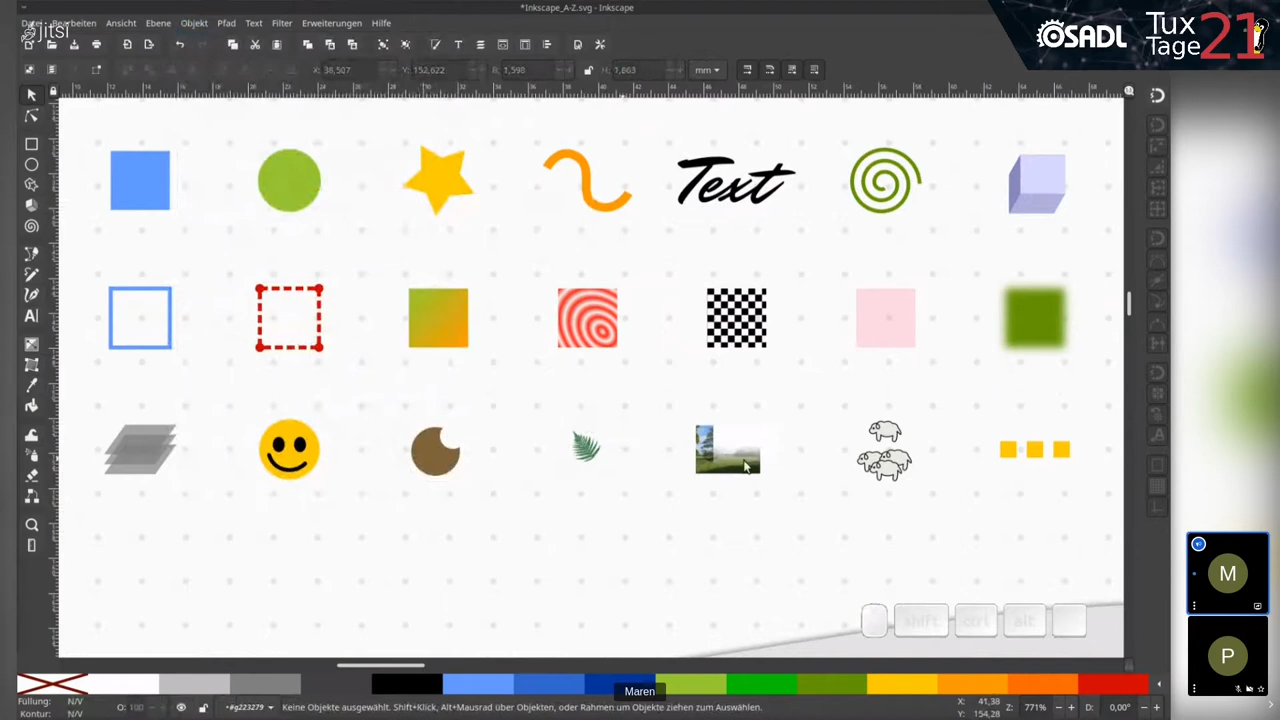 *Inkscape_A-Z.svg - Inkscape
Bearbeiten Ansicht Ebene Objekt Pfad Text Filter Erweiterungen Hilfe
jitsi
OSADL
Tux
Tage
21
X: 38,507 Y: 152,622 B: 1,598 H: 1,863 mm
Text
shift ctrl alt
M
P
Maren
Füllung: N/V
Kontur: N/V
O: 100
#g223279
Keine Objekte ausgewählt. Shift+Klick, Alt+Mausrad über Objekten, oder Rahmen um Objekte ziehen zum Auswählen.
X: 41,38
Y: 154,28
Z: 771%
D: 0,00°